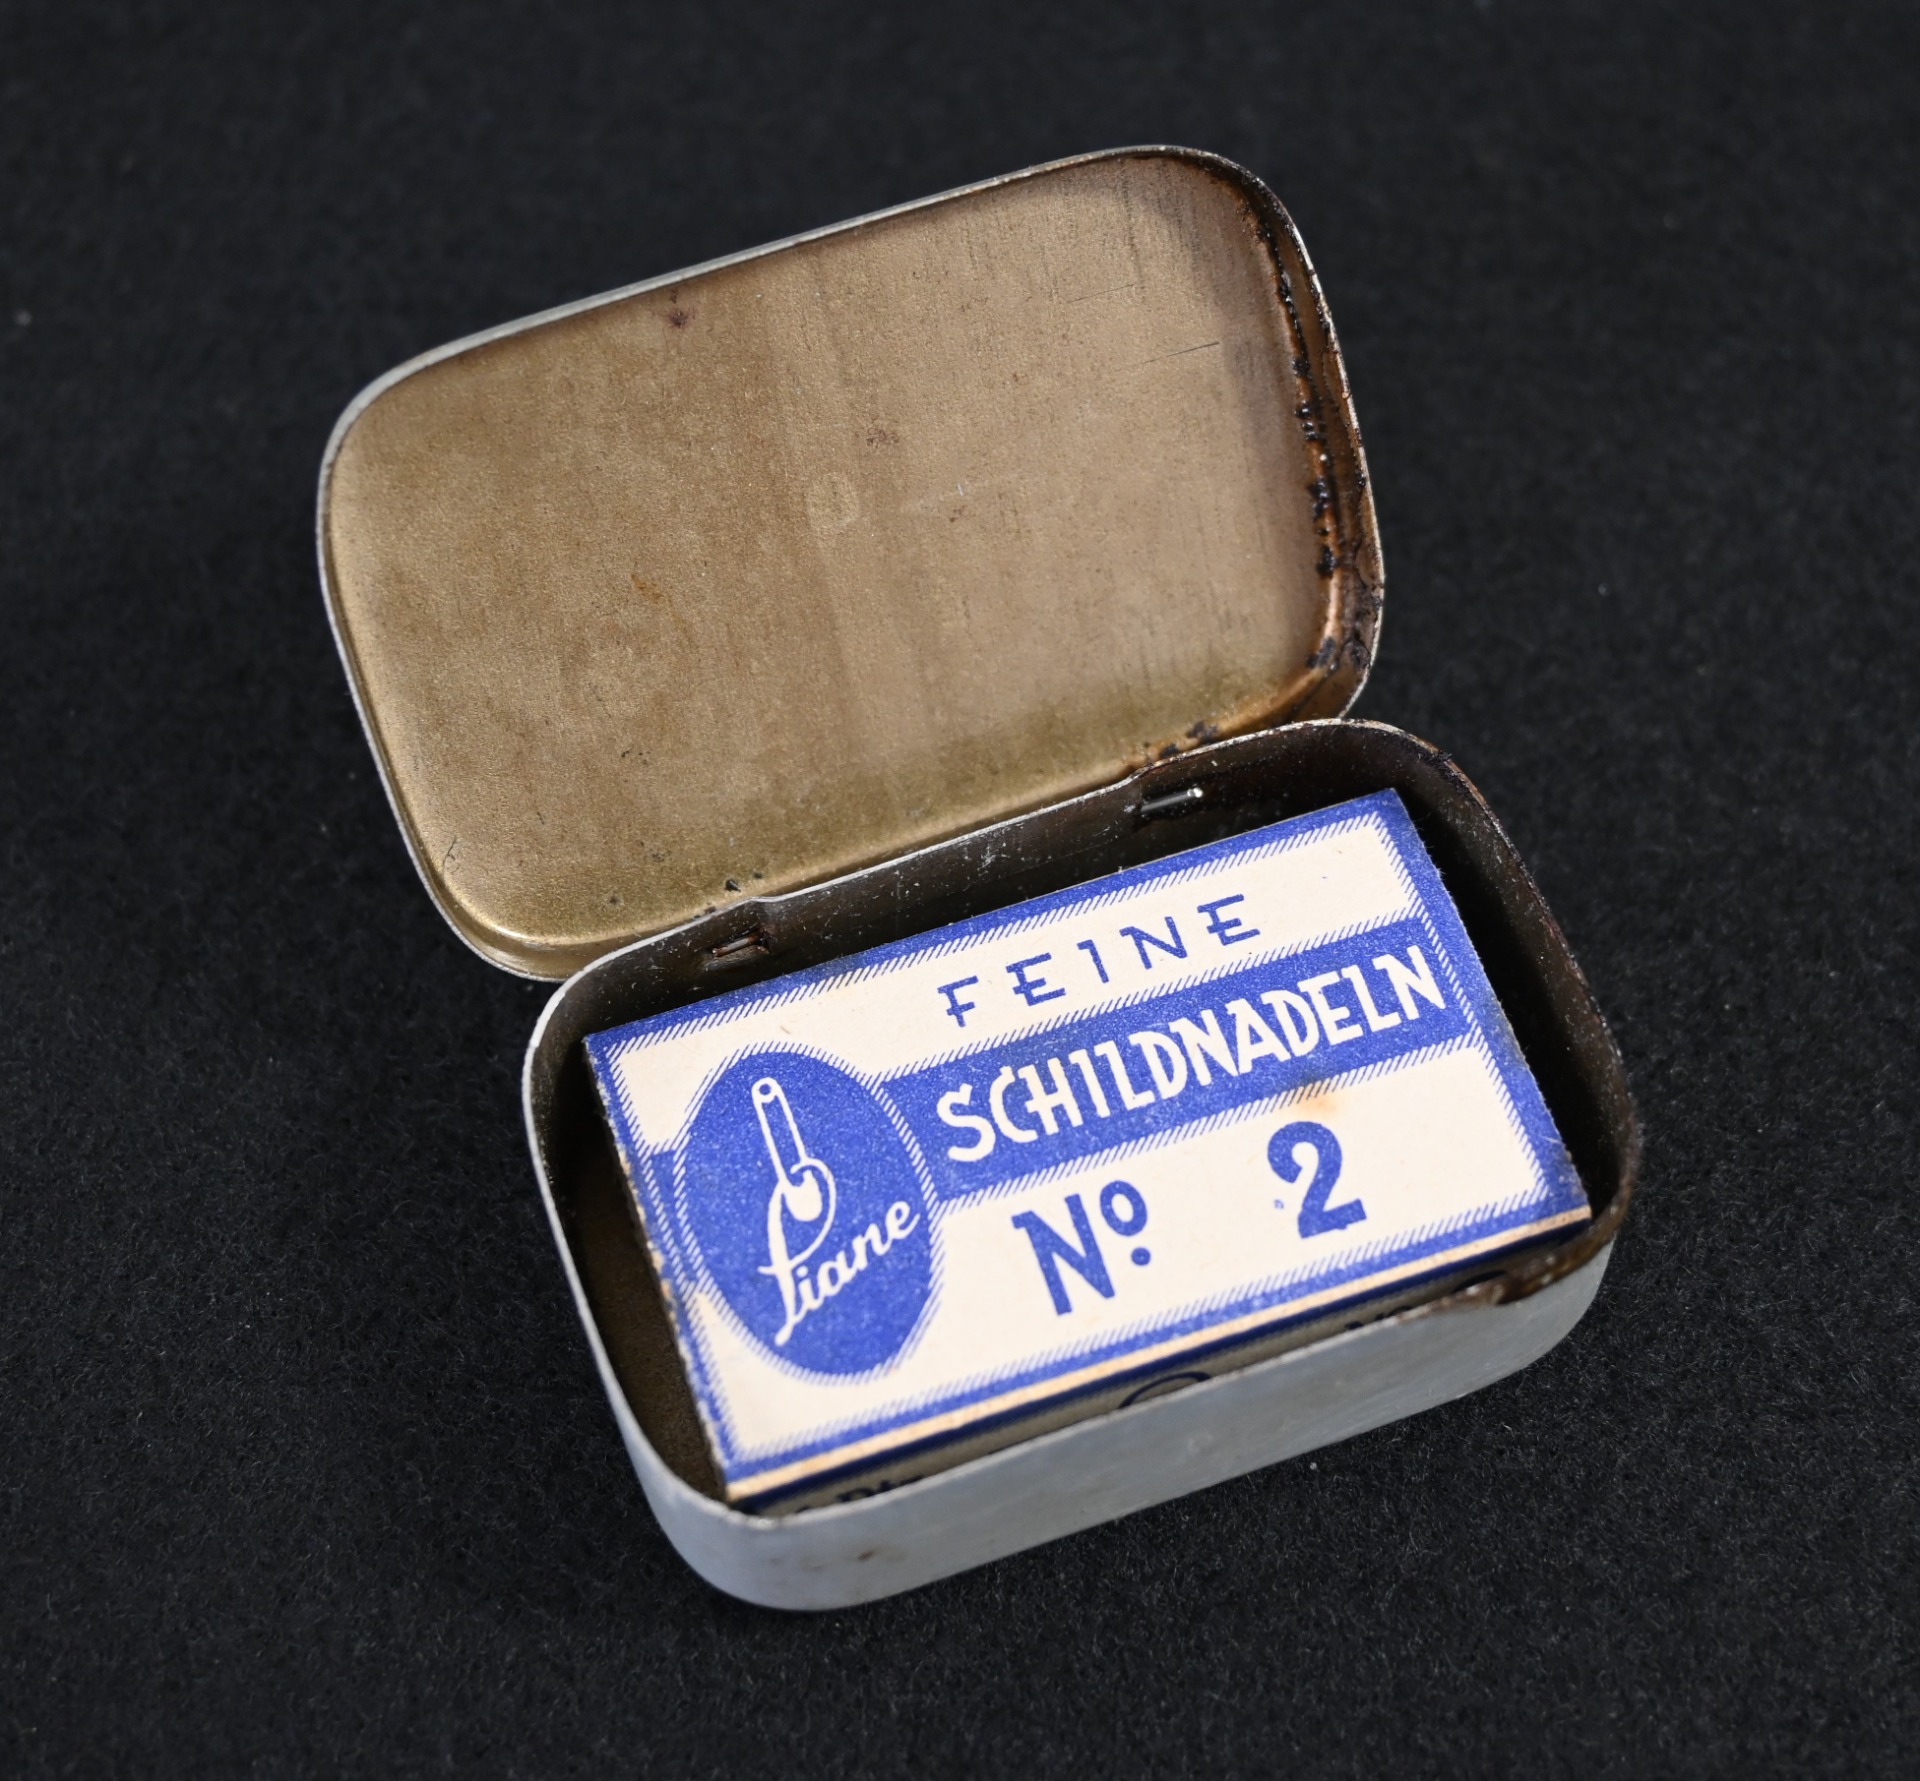 FEINE
SCHILDNADELN
Nº 2
Liane